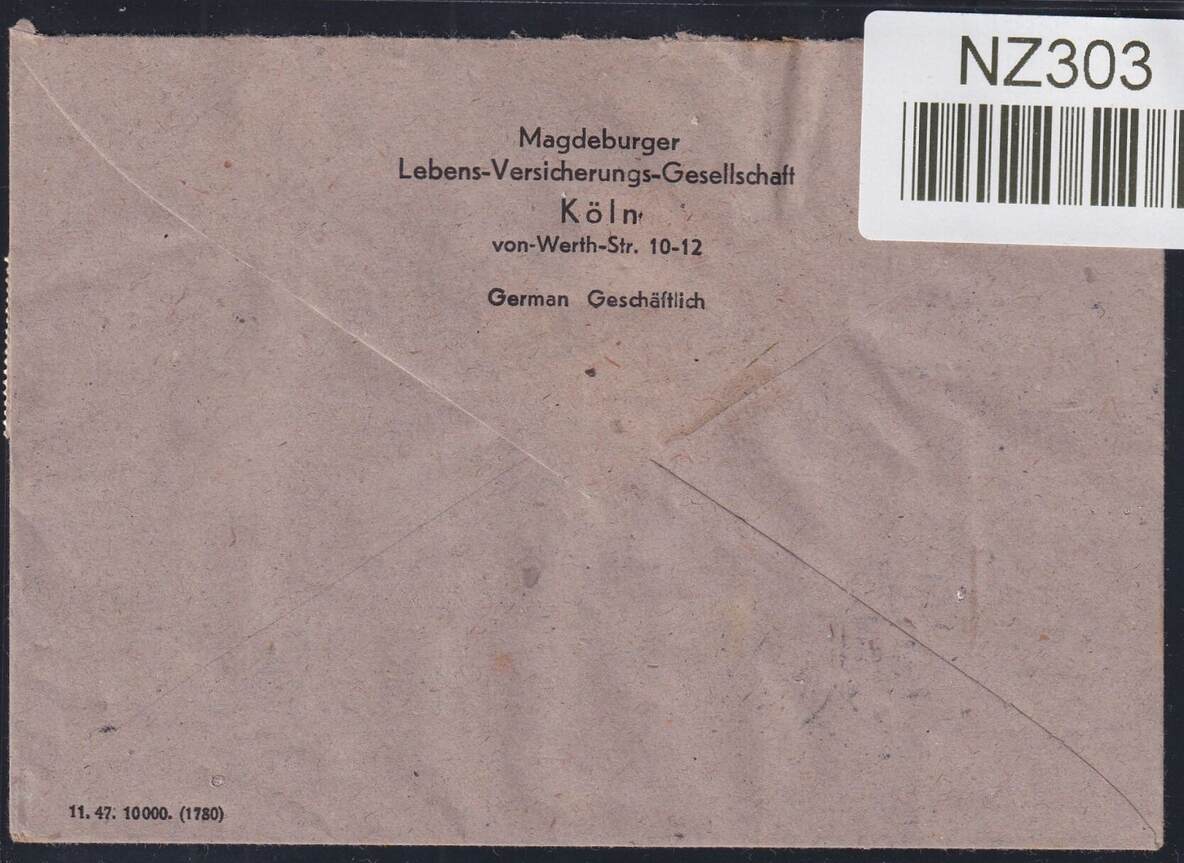 NZ303
Magdeburger
Lebens-Versicherungs-Gesellschaft
Köln
von-Werth-Str. 10-12
German Geschäftlich
11. 47. 10000. (1780)